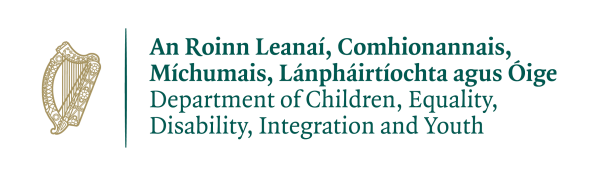 An Roinn Leanaí, Comhionannais,
Míchumais, Lánpháirtíochta agus Óige
Department of Children, Equality,
Disability, Integration and Youth